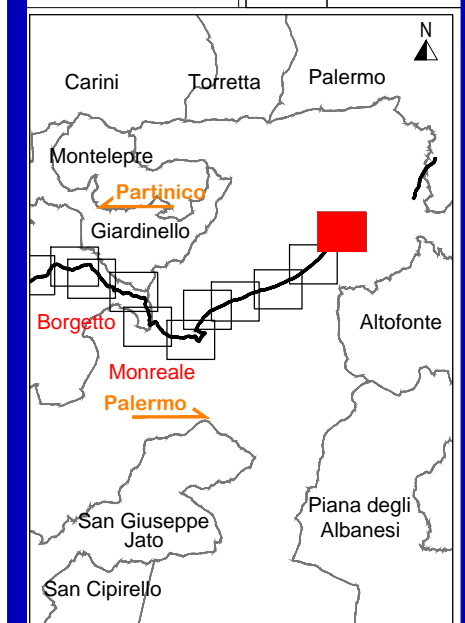 N
Carini
Torretta
Palermo
Montelepre
Partinico
Giardinello
Borgetto
Altofonte
Monreale
Palermo
San Giuseppe
Jato
Piana degli
Albanesi
San Cipirello